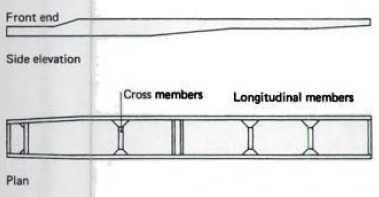 Front end
Side elevation
Cross members
Longitudinal members
Plan